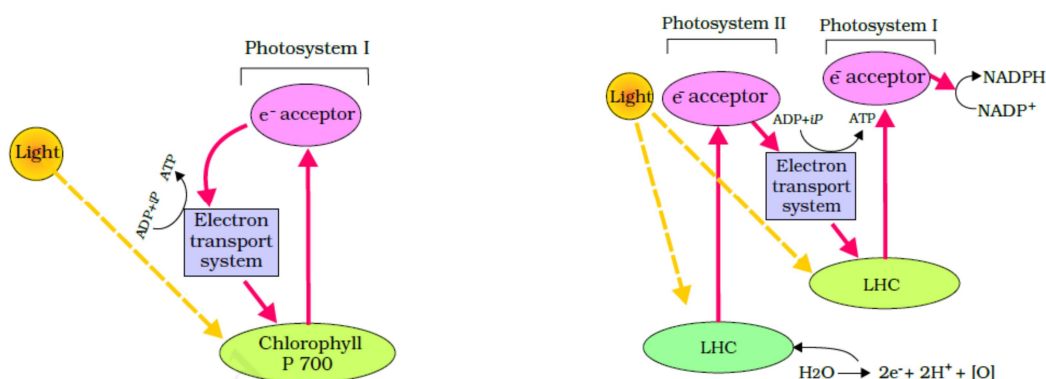 Photosystem I
e- acceptor
Light
ATP
ADP+iP
Electron
transport
system
Chlorophyll
P 700
Photosystem II
Photosystem I
Light
e- acceptor
e- acceptor
NADPH
NADP+
ADP+iP
ATP
Electron
transport
system
LHC
LHC
H2O 2e-+ 2H+ + [O]